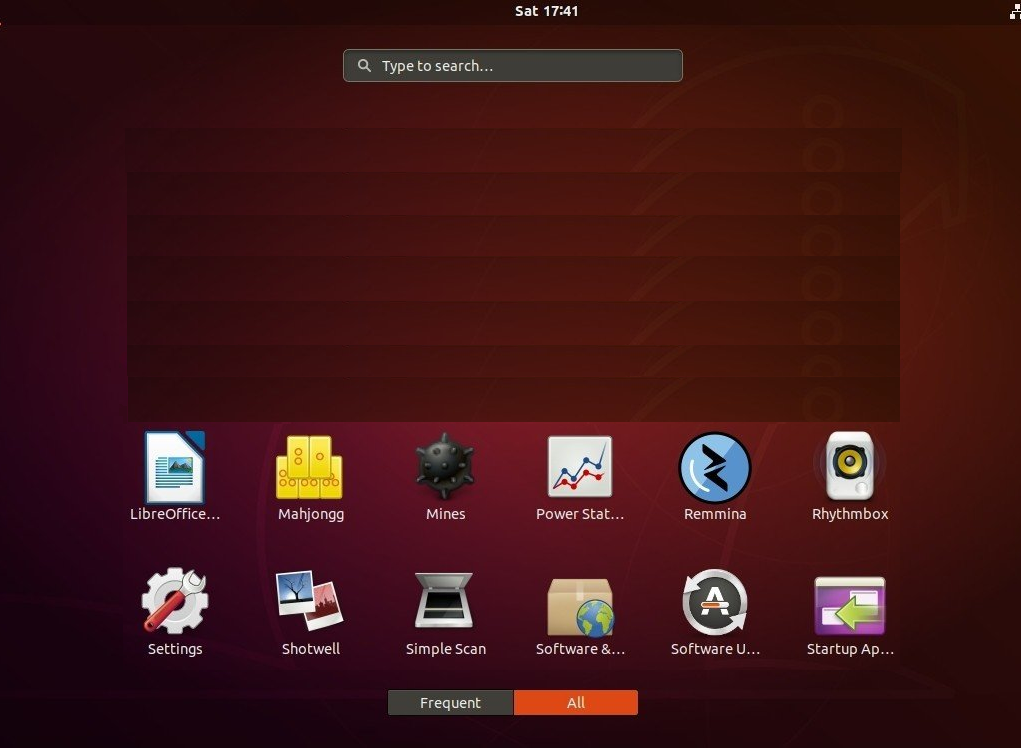 Sat 17:41
Type to search...
LibreOffice...
Mahjongg
Mines
Power Stat...
Remmina
Rhythmbox
Settings
Shotwell
Simple Scan
Software &...
Software U...
Startup Ap...
Frequent
All